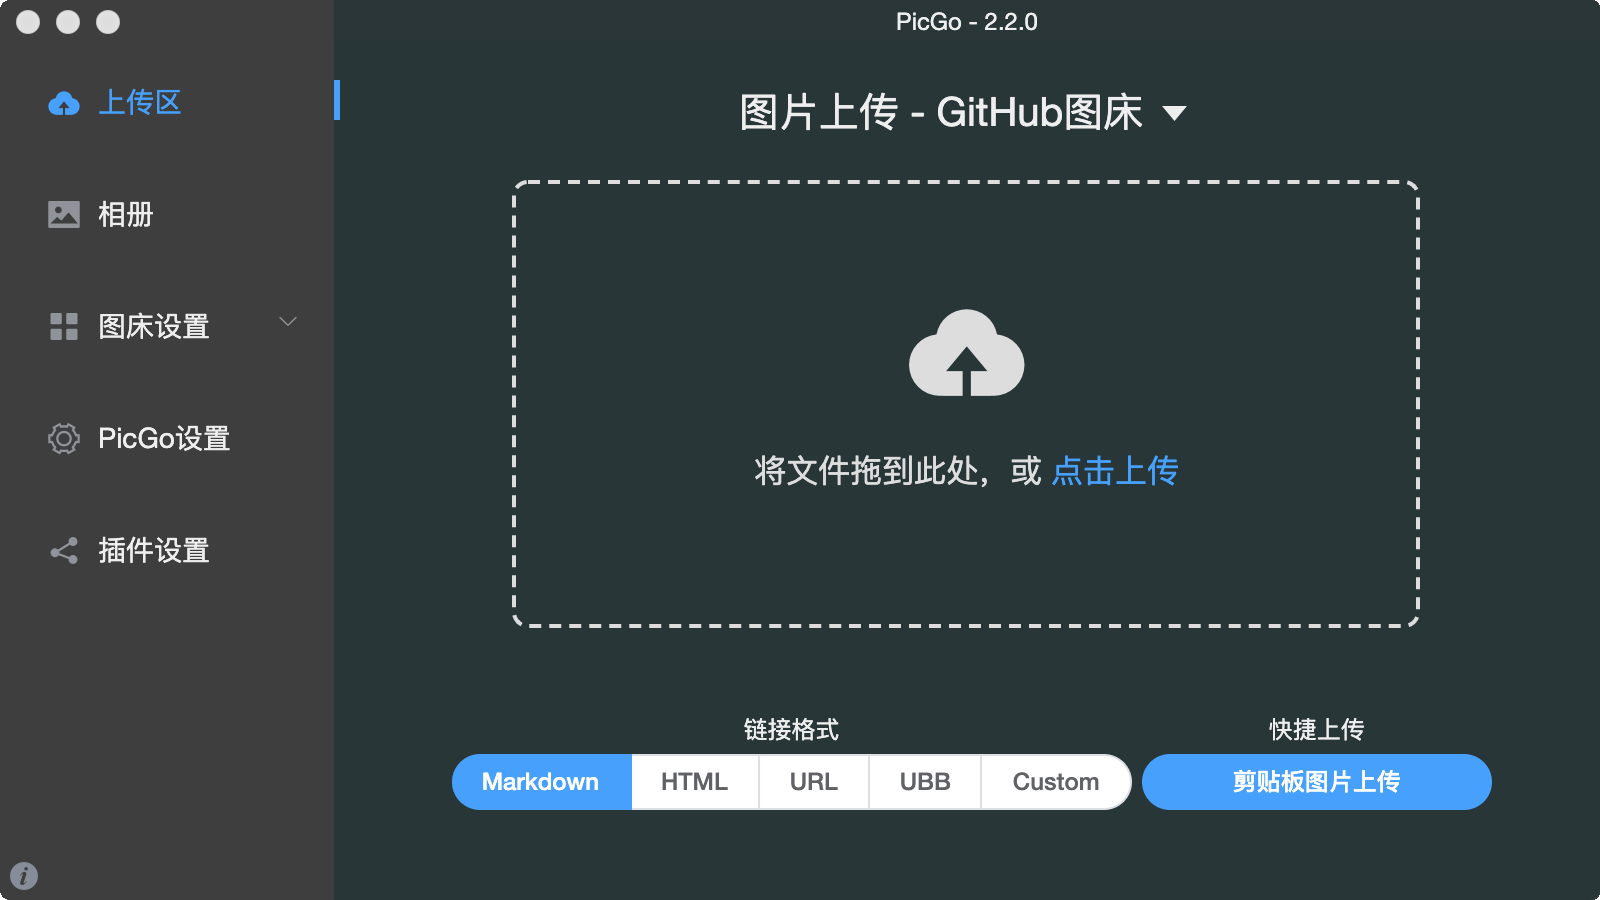 PicGo - 2.2.0
上传区
相册
图床设置
PicGo设置
插件设置
图片上传 - GitHub图床
将文件拖到此处，或 点击上传
链接格式
Markdown HTML URL UBB Custom
快捷上传
剪贴板图片上传